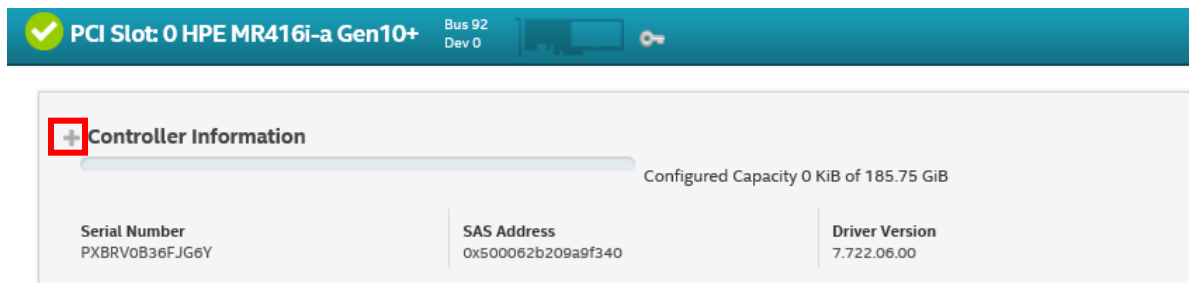 PCI Slot: 0 HPE MR416i-a Gen10+
Bus 92
Dev 0
Controller Information
Configured Capacity 0 KiB of 185.75 GiB
Serial Number
PXBRV0B36FJG6Y
SAS Address
0x500062b209a9f340
Driver Version
7.722.06.00